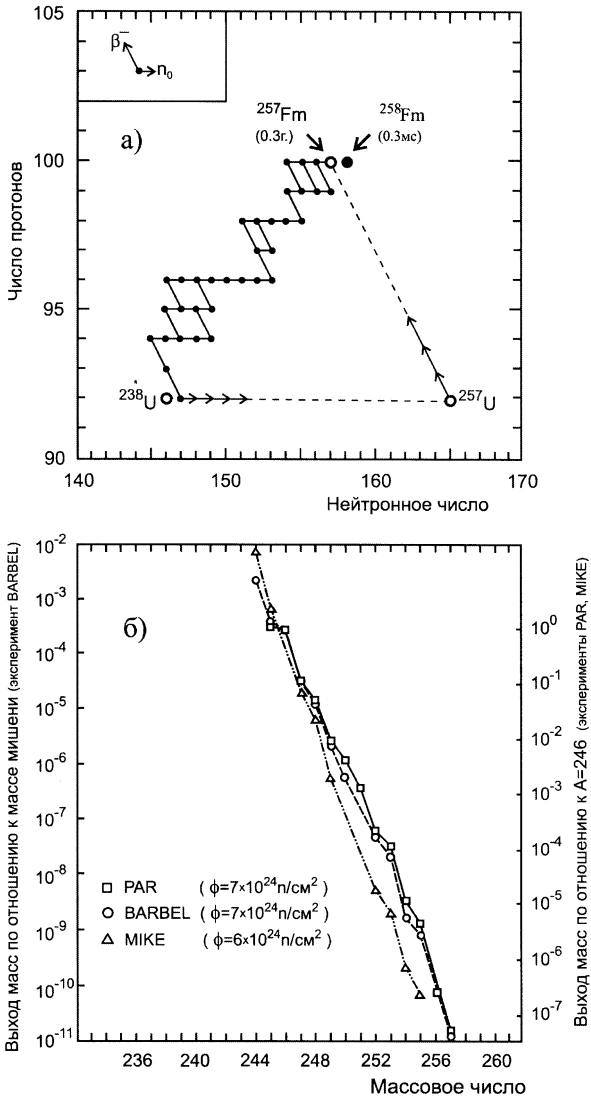 105
100
95
90
Число протонов
β⁻
n₀
а)
²⁵⁷Fm
(0.3г.)
²⁵⁸Fm
(0.3мс)
²³⁸U
²⁵⁷U
140
150
160
170
Нейтронное число
Выход масс по отношению к массе мишени (эксперимент BARBEL)
10⁻²
10⁻³
10⁻⁴
10⁻⁵
10⁻⁶
10⁻⁷
10⁻⁸
10⁻⁹
10⁻¹⁰
10⁻¹¹
б)
PAR (ϕ=7×10²⁴n/см²)
BARBEL (ϕ=7×10²⁴n/см²)
MIKE (ϕ=6×10²⁴n/см²)
10⁰
10⁻¹
10⁻²
10⁻³
10⁻⁴
10⁻⁵
10⁻⁶
10⁻⁷
Выход масс по отношению к A=246 (эксперименты PAR, MIKE)
236
240
244
248
252
256
260
Массовое число